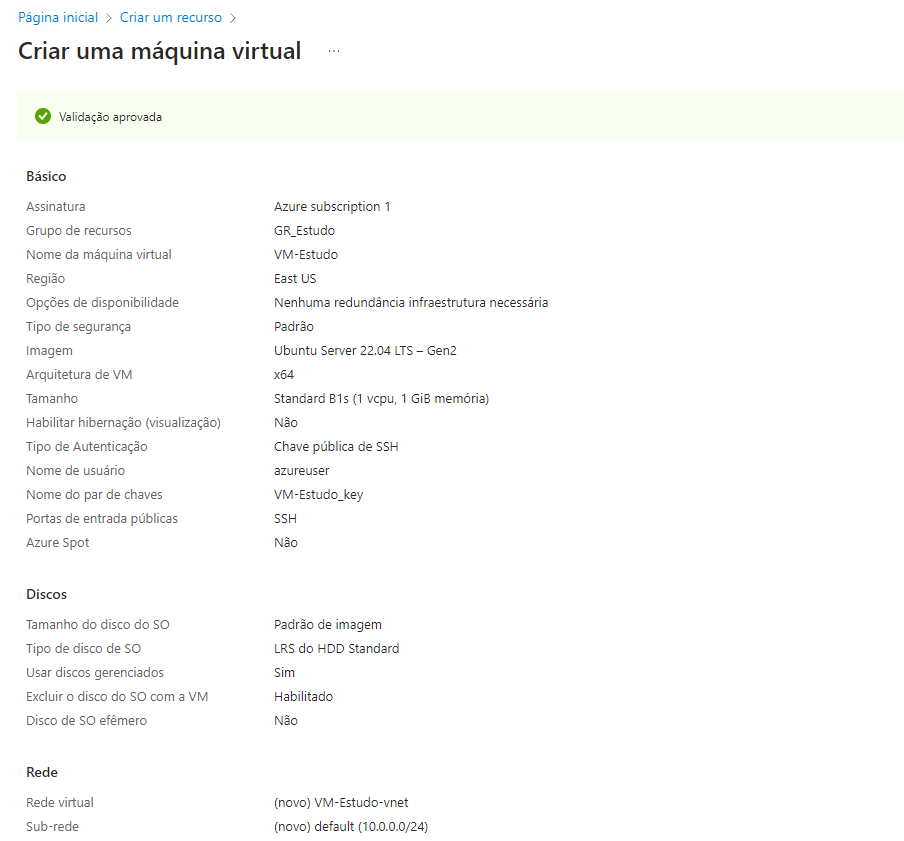 Página inicial > Criar um recurso >
Criar uma máquina virtual ...
Validação aprovada
Básico
Assinatura Azure subscription 1
Grupo de recursos GR_Estudo
Nome da máquina virtual VM-Estudo
Região East US
Opções de disponibilidade Nenhuma redundância infraestrutura necessária
Tipo de segurança Padrão
Imagem Ubuntu Server 22.04 LTS – Gen2
Arquitetura de VM x64
Tamanho Standard B1s (1 vcpu, 1 GiB memória)
Habilitar hibernação (visualização) Não
Tipo de Autenticação Chave pública de SSH
Nome de usuário azureuser
Nome do par de chaves VM-Estudo_key
Portas de entrada públicas SSH
Azure Spot Não
Discos
Tamanho do disco do SO Padrão de imagem
Tipo de disco de SO LRS do HDD Standard
Usar discos gerenciados Sim
Excluir o disco do SO com a VM Habilitado
Disco de SO efêmero Não
Rede
Rede virtual (novo) VM-Estudo-vnet
Sub-rede (novo) default (10.0.0.0/24)